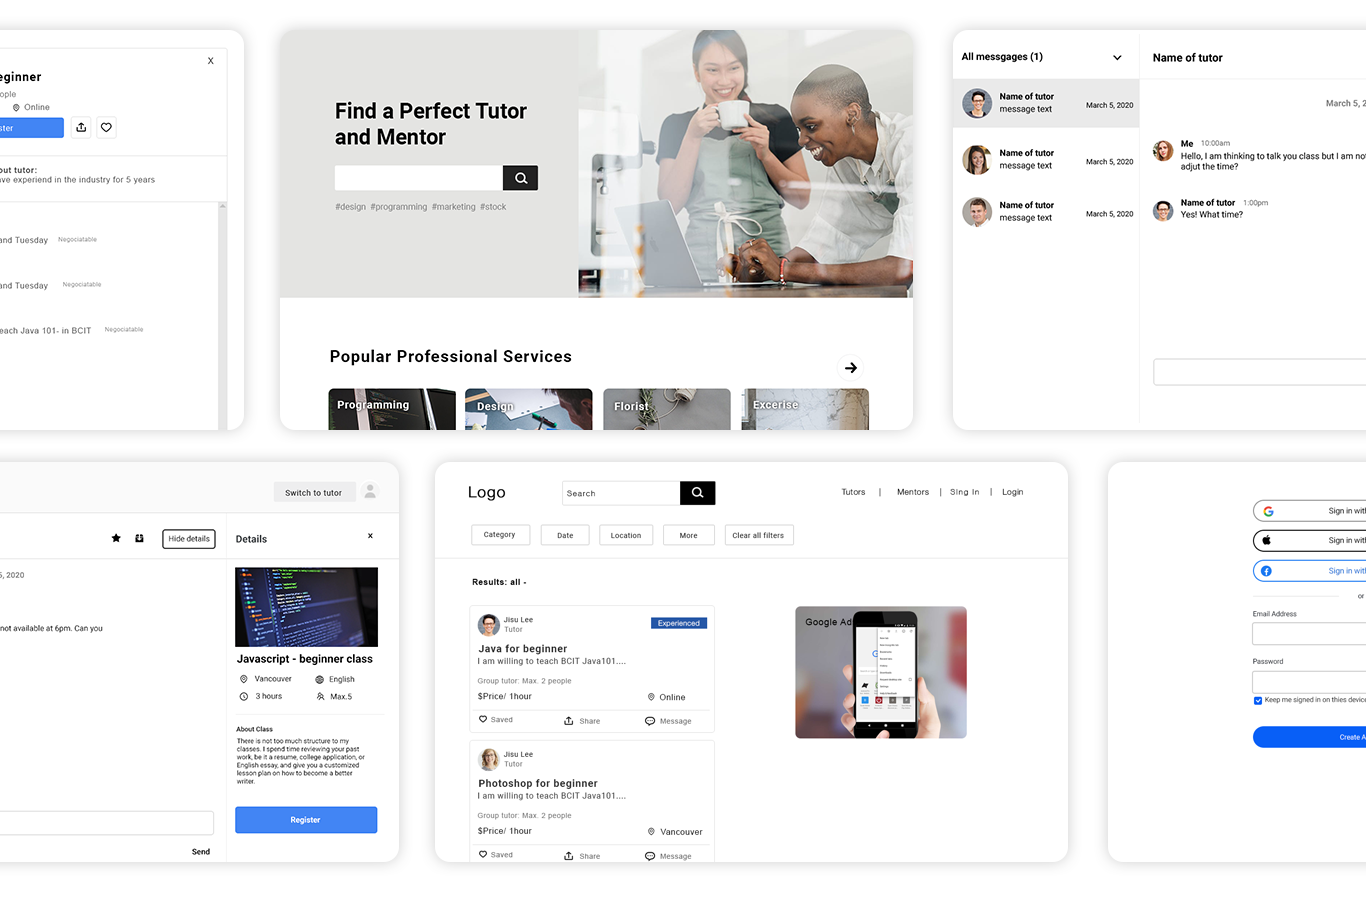 X
eginner
ople
Online
ster
out tutor:
ave experiend in the industry for 5 years
and Tuesday Negociatable
and Tuesday Negociatable
each Java 101- in BCIT Negociatable
Find a Perfect Tutor
and Mentor
#design #programming #marketing #stock
Popular Professional Services
Programming
Design
Florist
Excerise
All messgages (1)
Name of tutor
message text
March 5, 2020
Name of tutor
message text
March 5, 2020
Name of tutor
message text
March 5, 2020
Name of tutor
March 5, 2
Me 10:00am
Hello, I am thinking to talk you class but I am not
adjut the time?
Name of tutor 1:00pm
Yes! What time?
Switch to tutor
Hide details
5, 2020
not available at 6pm. Can you
Send
Details
x
Javascript - beginner class
Vancouver English
3 hours Max.5
About Class
There is not too much structure to my
classes. I spend time reviewing your past
work, be it a resume, college application, or
English essay, and give you a customized
lesson plan on how to become a better
writer.
Register
Logo
Search
Tutors | Mentors | Sing In | Login
Category
Date
Location
More
Clear all filters
Results: all -
Jisu Lee
Tutor
Experienced
Java for beginner
I am willing to teach BCIT Java101....
Group tutor: Max. 2 people
$Price/ 1hour
Online
Saved Share Message
Jisu Lee
Tutor
Photoshop for beginner
I am willing to teach BCIT Java101....
Group tutor: Max. 2 people
$Price/ 1hour
Vancouver
Saved Share Message
Google Ad
Sign in wit
Sign in wit
Sign in wit
or
Email Address
Password
Keep me signed in on thies device
Create A